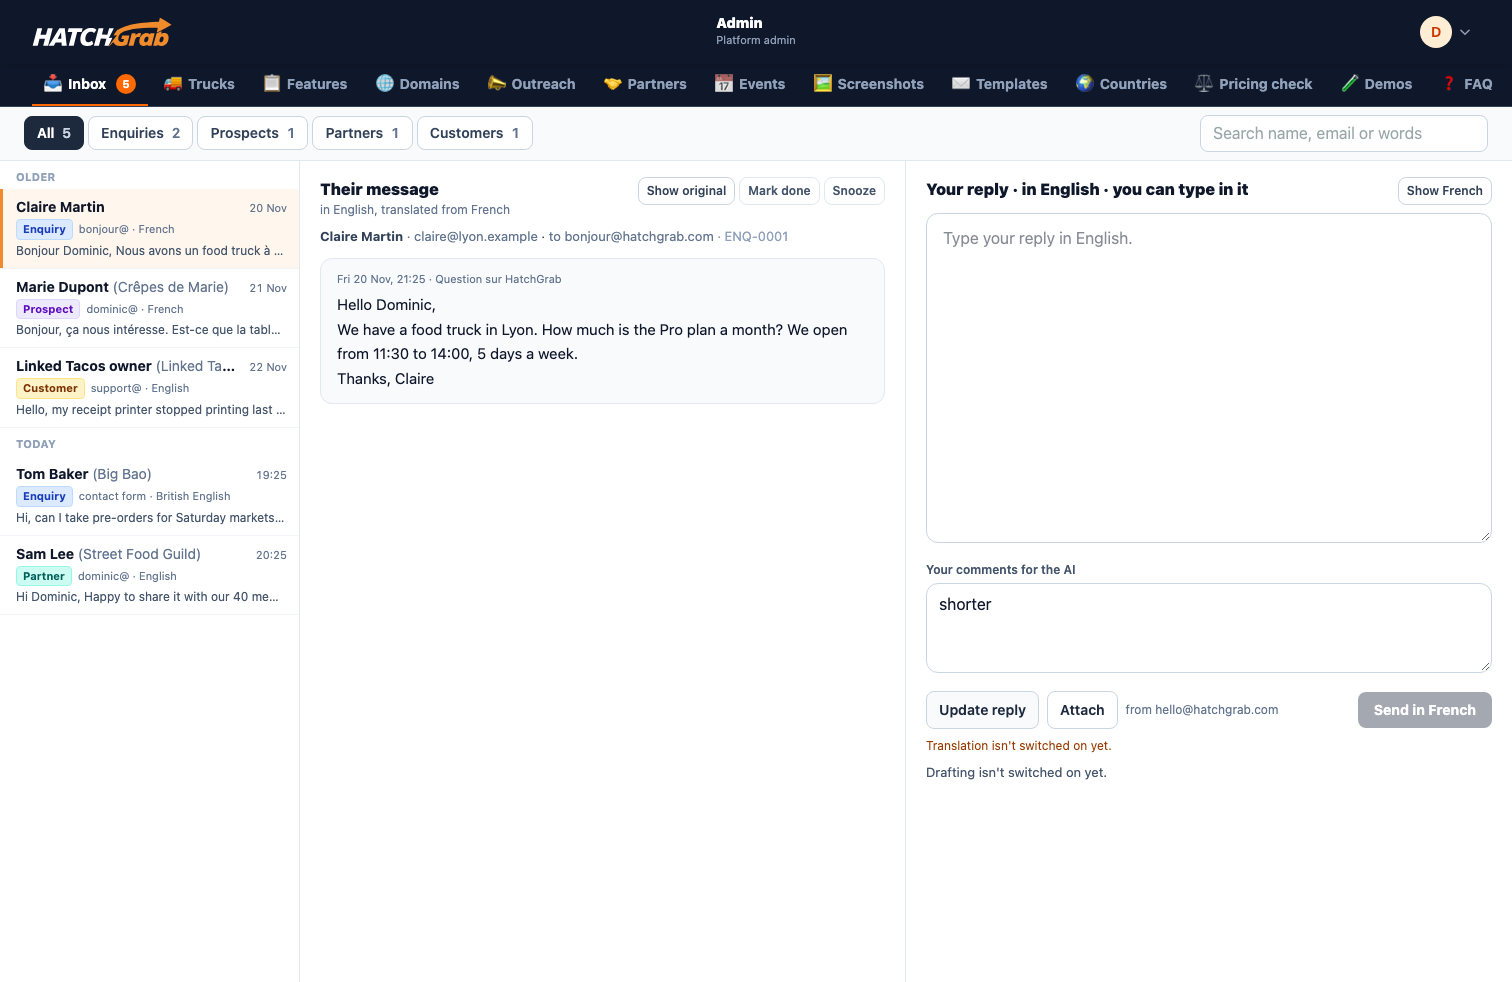 HATCHGrab
Admin
Platform admin
D
Inbox 5
Trucks
Features
Domains
Outreach
Partners
Events
Screenshots
Templates
Countries
Pricing check
Demos
FAQ
All 5
Enquiries 2
Prospects 1
Partners 1
Customers 1
Search name, email or words
OLDER
Claire Martin 20 Nov
Enquiry bonjour@ · French
Bonjour Dominic, Nous avons un food truck à ...
Marie Dupont (Crêpes de Marie) 21 Nov
Prospect dominic@ · French
Bonjour, ça nous intéresse. Est-ce que la tabl...
Linked Tacos owner (Linked Ta... 22 Nov
Customer support@ · English
Hello, my receipt printer stopped printing last ...
TODAY
Tom Baker (Big Bao) 19:25
Enquiry contact form · British English
Hi, can I take pre-orders for Saturday markets...
Sam Lee (Street Food Guild) 20:25
Partner dominic@ · English
Hi Dominic, Happy to share it with our 40 me...
Their message
Show original
Mark done
Snooze
in English, translated from French
Claire Martin · claire@lyon.example · to bonjour@hatchgrab.com · ENQ-0001
Fri 20 Nov, 21:25 · Question sur HatchGrab
Hello Dominic,
We have a food truck in Lyon. How much is the Pro plan a month? We open
from 11:30 to 14:00, 5 days a week.
Thanks, Claire
Your reply · in English · you can type in it
Show French
Type your reply in English.
Your comments for the AI
shorter
Update reply
Attach
from hello@hatchgrab.com
Send in French
Translation isn't switched on yet.
Drafting isn't switched on yet.